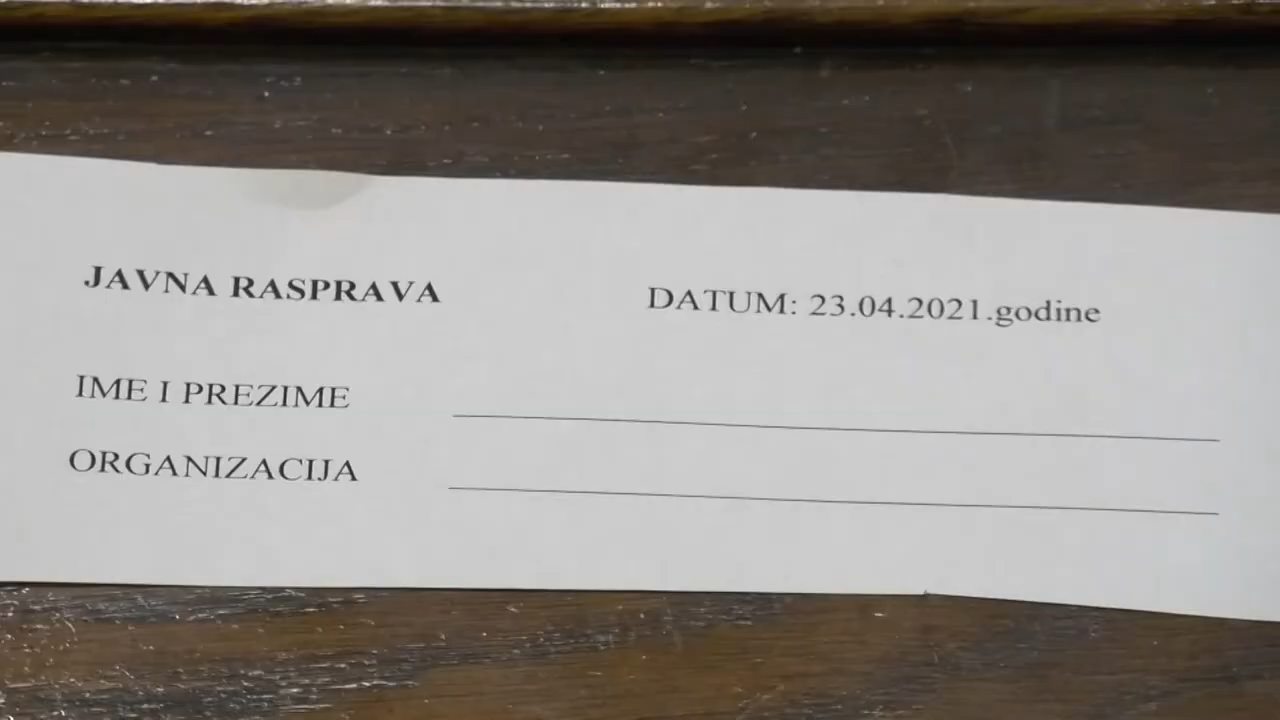 JAVNA RASPRAVA DATUM: 23.04.2021.godine
IME I PREZIME
ORGANIZACIJA